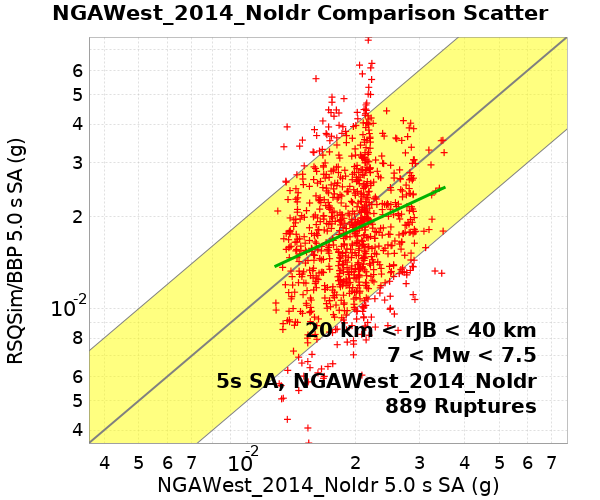 NGAWest_2014_NoIdr Comparison Scatter
RSQSim/BBP 5.0 s SA (g)
6
5
4
3
2
10-2
8
6
5
4
20 km < rJB < 40 km
7 < Mw < 7.5
5s SA, NGAWest_2014_NoIdr
889 Ruptures
4 5 6 7 10-2 2 3 4 5 6 7
NGAWest_2014_NoIdr 5.0 s SA (g)